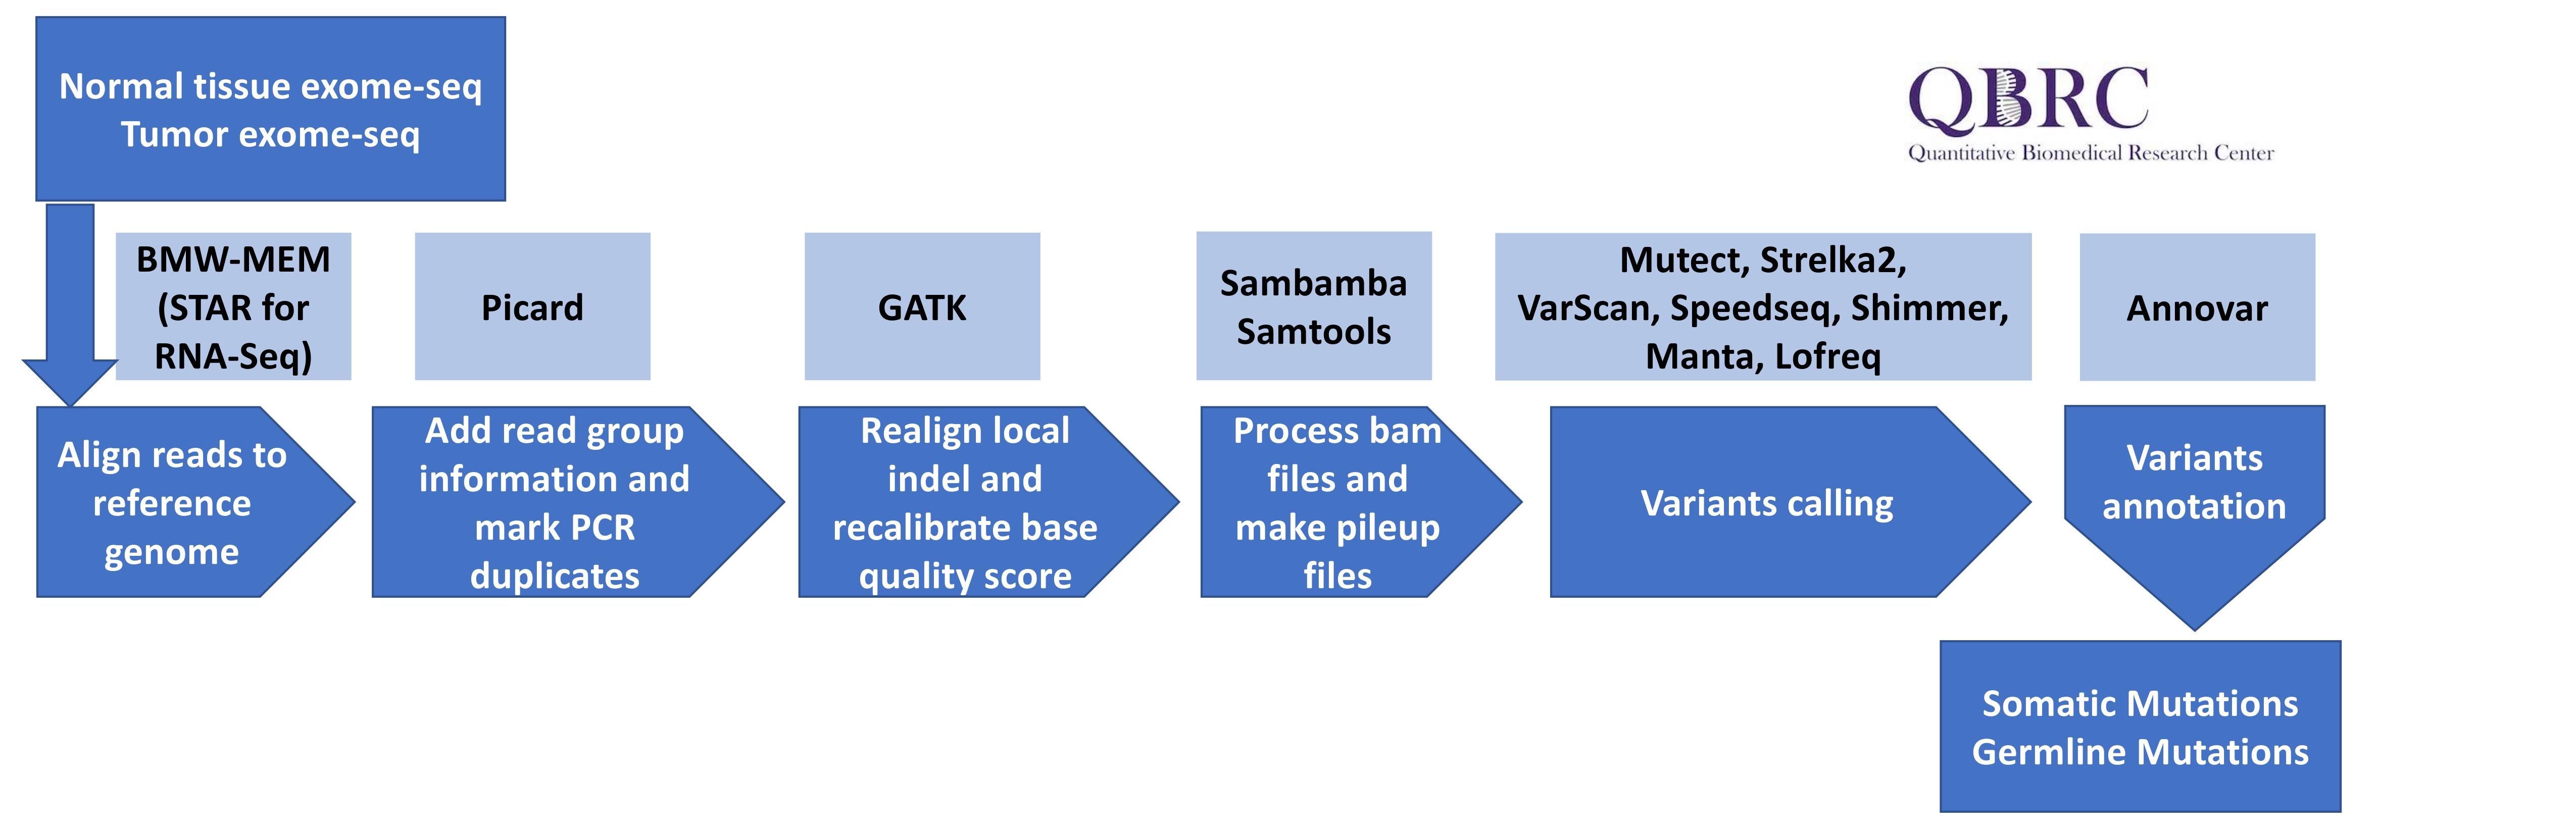 Normal tissue exome-seq
Tumor exome-seq
QBRC
Quantitative Biomedical Research Center
BMW-MEM
(STAR for
RNA-Seq)
Picard
GATK
Sambamba
Samtools
Mutect, Strelka2,
VarScan, Speedseq, Shimmer,
Manta, Lofreq
Annovar
Align reads to
reference
genome
Add read group
information and
mark PCR
duplicates
Realign local
indel and
recalibrate base
quality score
Process bam
files and
make pileup
files
Variants calling
Variants
annotation
Somatic Mutations
Germline Mutations